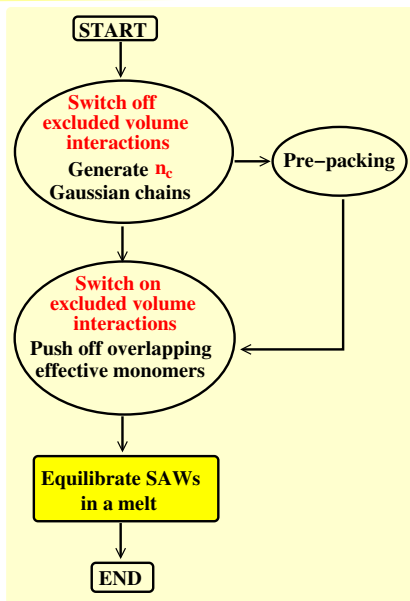 START
Switch off
excluded volume
interactions
Generate n_c
Gaussian chains
Pre−packing
Switch on
excluded volume
interactions
Push off overlapping
effective monomers
Equilibrate SAWs
in a melt
END